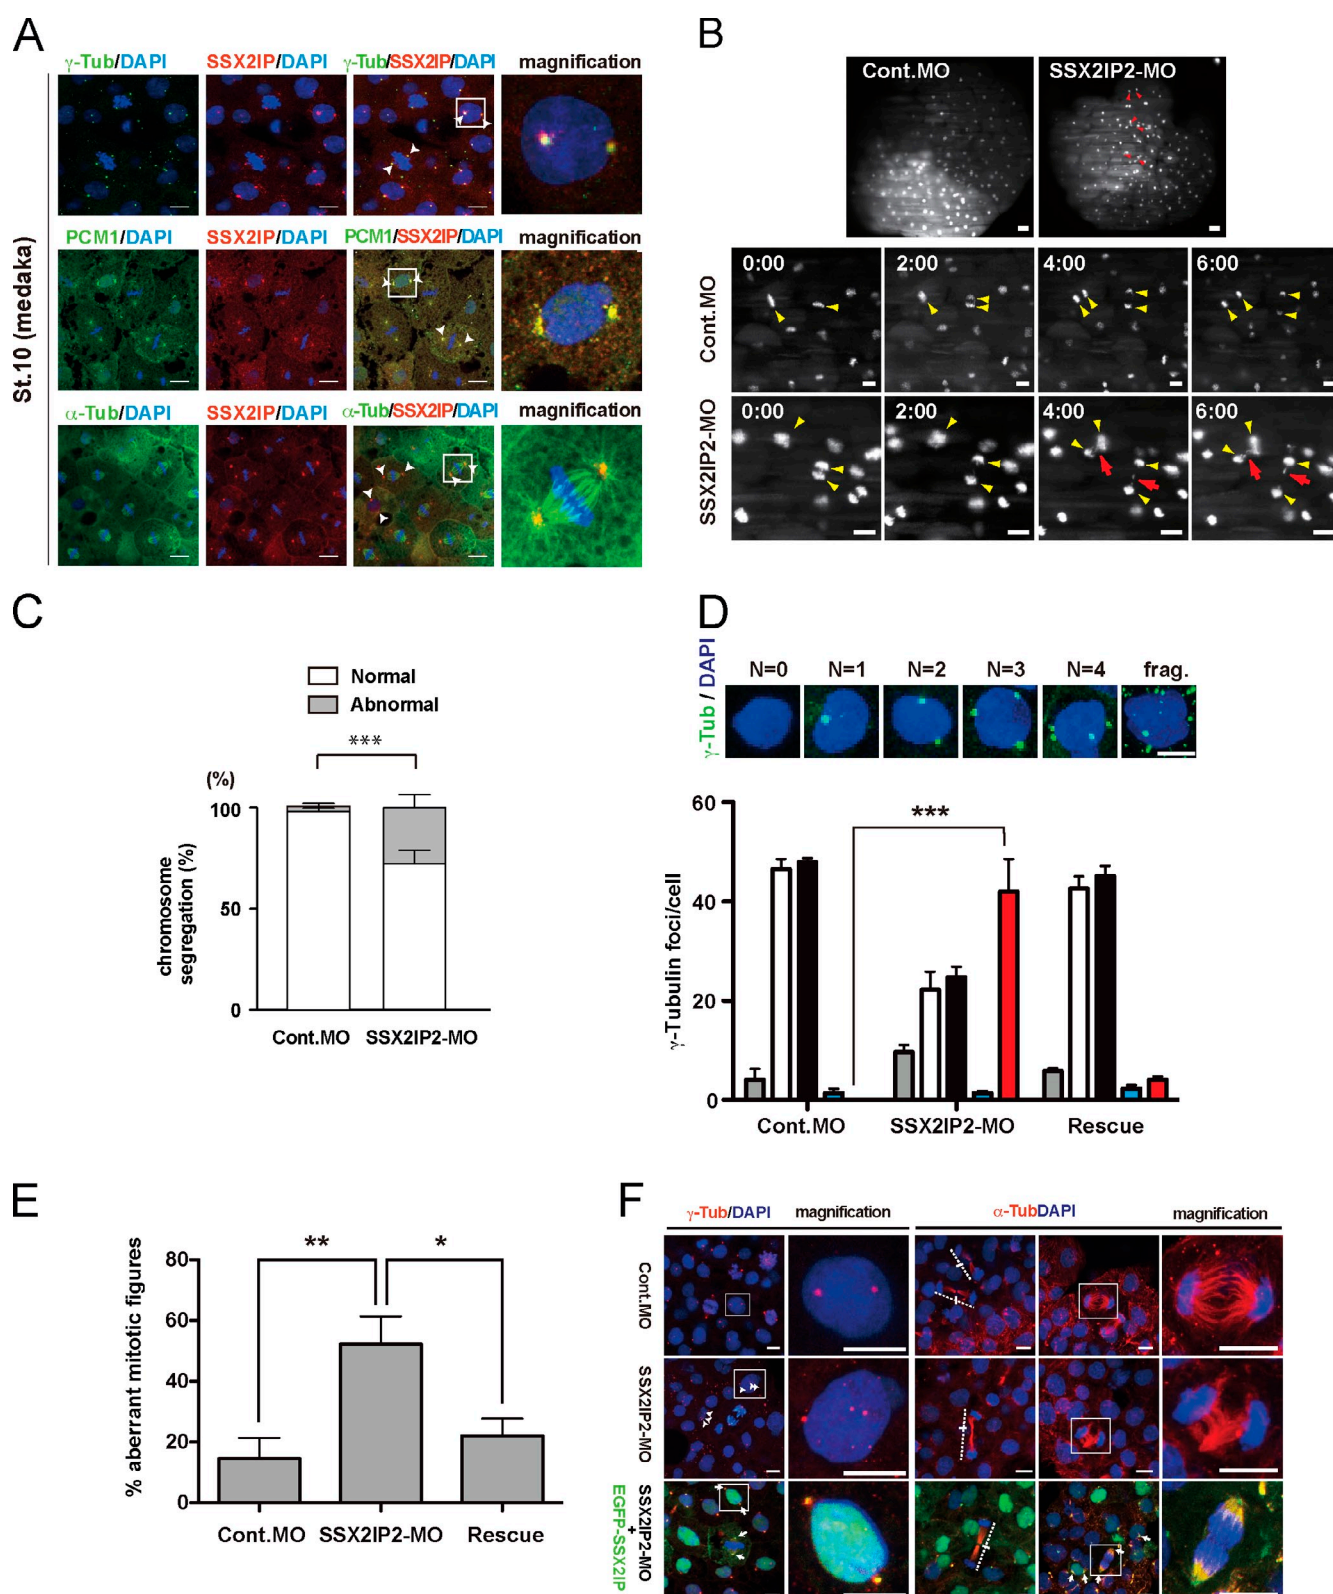 A
γ-Tub/DAPI SSX2IP/DAPI γ-Tub/SSX2IP/DAPI magnification
PCM1/DAPI SSX2IP/DAPI PCM1/SSX2IP/DAPI magnification
α-Tub/DAPI SSX2IP/DAPI α-Tub/SSX2IP/DAPI magnification
St.10 (medaka)
B
Cont.MO SSX2IP2-MO
Cont.MO
0:00 2:00 4:00 6:00
SSX2IP2-MO
0:00 2:00 4:00 6:00
C
Normal
Abnormal
***
(%)
100
50
0
chromosome
segregation (%)
Cont.MO SSX2IP2-MO
D
γ-Tub / DAPI
N=0 N=1 N=2 N=3 N=4 frag.
***
60
40
20
0
γ-Tubulin foci/cell
Cont.MO SSX2IP2-MO Rescue
E
** *
80
60
40
20
0
% aberrant mitotic figures
Cont.MO SSX2IP2-MO Rescue
F
γ-Tub/DAPI magnification α-TubDAPI magnification
Cont.MO
SSX2IP2-MO
SSX2IP2-MO
+
EGFP-SSX2IP